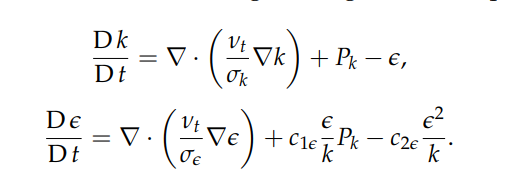 Dk/Dt = ∇ · (ν_t/σ_k ∇k) + P_k − ϵ,
Dϵ/Dt = ∇ · (ν_t/σ_ϵ ∇ϵ) + c_{1ϵ} ϵ/k P_k − c_{2ϵ} ϵ²/k.